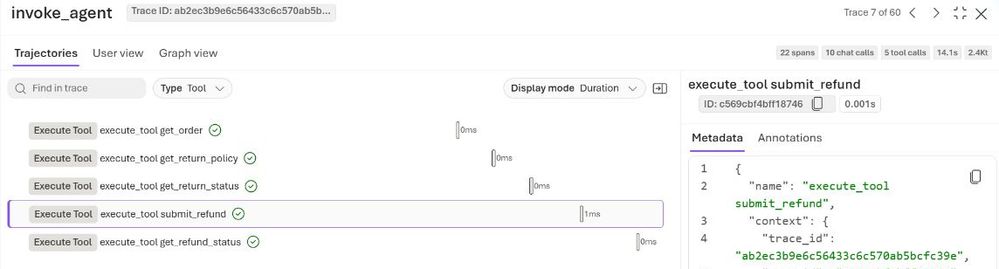 invoke_agent Trace ID: ab2ec3b9e6c56433c6c570ab5b... Trace 7 of 60
Trajectories User view Graph view 22 spans 10 chat calls 5 tool calls 14.1s 2.4Kt
Find in trace Type Tool Display mode Duration
Execute Tool execute_tool get_order 0ms
Execute Tool execute_tool get_return_policy 0ms
Execute Tool execute_tool get_return_status 0ms
Execute Tool execute_tool submit_refund 1ms
Execute Tool execute_tool get_refund_status 0ms
execute_tool submit_refund
ID: c569cbf4bff18746 0.001s
Metadata Annotations
1 {
2 "name": "execute_tool
submit_refund",
3 "context": {
4 "trace_id":
"ab2ec3b9e6c56433c6c570ab5bcfc39e",